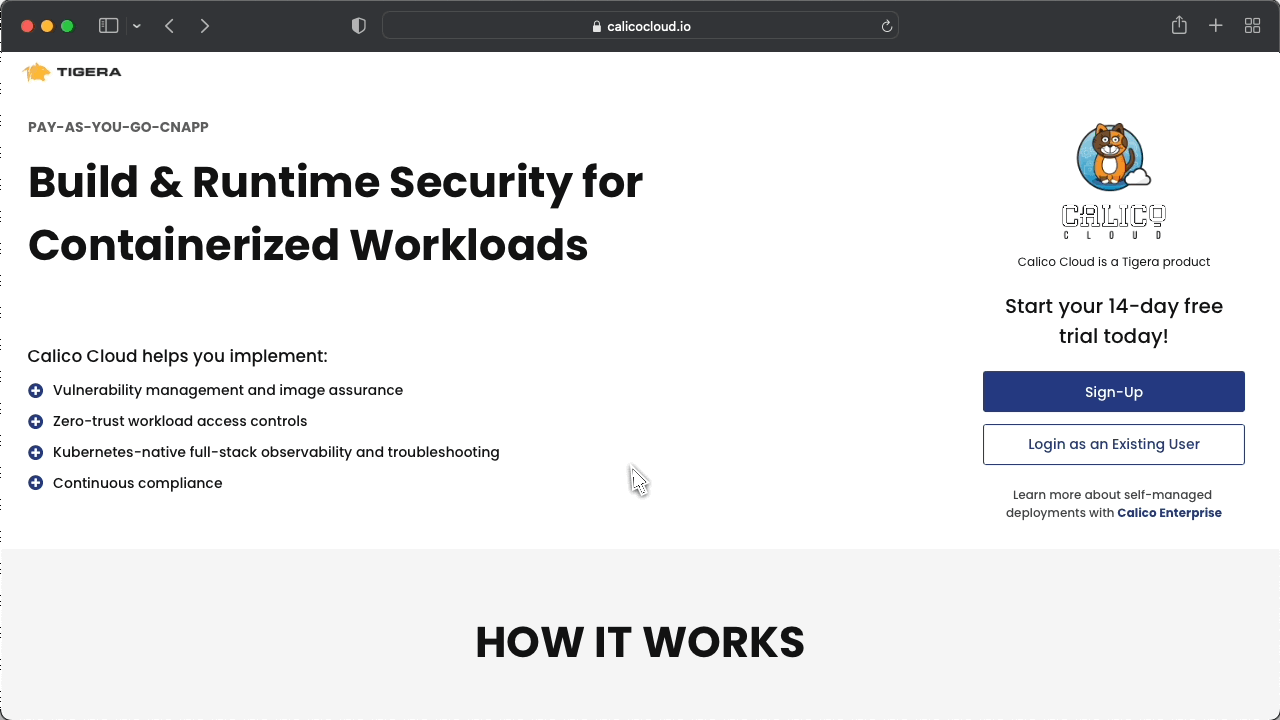 calicocloud.io
TIGERA
PAY-AS-YOU-GO-CNAPP
Build & Runtime Security for
Containerized Workloads
Calico Cloud helps you implement:
Vulnerability management and image assurance
Zero-trust workload access controls
Kubernetes-native full-stack observability and troubleshooting
Continuous compliance
CALICO
CLOUD
Calico Cloud is a Tigera product
Start your 14-day free
trial today!
Sign-Up
Login as an Existing User
Learn more about self-managed
deployments with Calico Enterprise
HOW IT WORKS